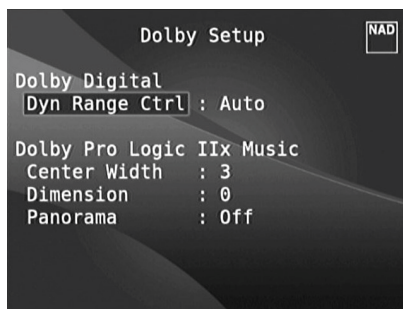 Dolby Setup
NAD
Dolby Digital
Dyn Range Ctrl : Auto
Dolby Pro Logic IIx Music
Center Width : 3
Dimension : 0
Panorama : Off